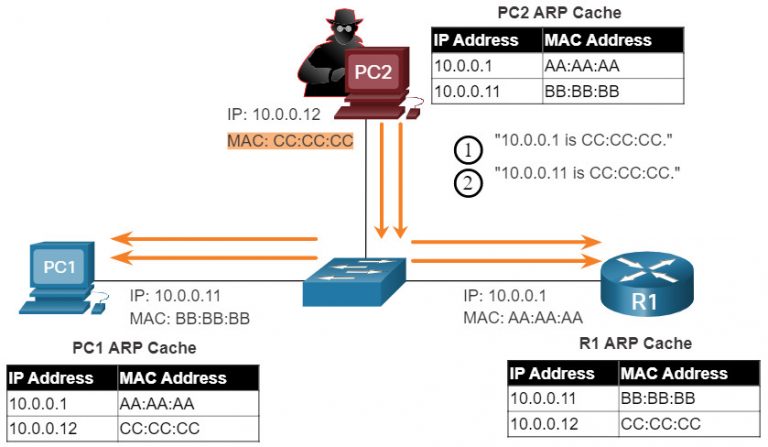 PC2 ARP Cache
IP Address MAC Address
10.0.0.1 AA:AA:AA
10.0.0.11 BB:BB:BB
PC2
IP: 10.0.0.12
MAC: CC:CC:CC
1 "10.0.0.1 is CC:CC:CC."
2 "10.0.0.11 is CC:CC:CC."
PC1
IP: 10.0.0.11
MAC: BB:BB:BB
IP: 10.0.0.1
MAC: AA:AA:AA
R1
PC1 ARP Cache
IP Address MAC Address
10.0.0.1 AA:AA:AA
10.0.0.12 CC:CC:CC
R1 ARP Cache
IP Address MAC Address
10.0.0.11 BB:BB:BB
10.0.0.12 CC:CC:CC